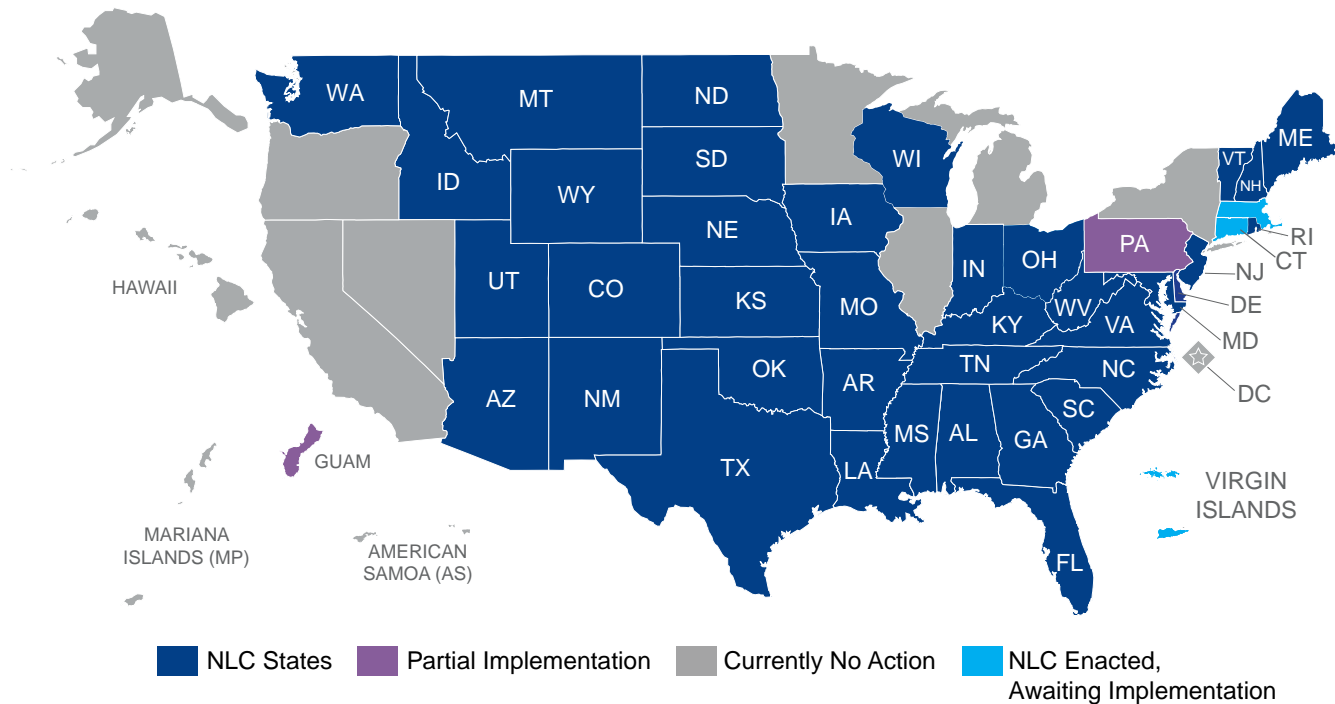 WA
MT
ND
ME
VT
WI
SD
ID
NH
WY
IA
NE
RI
PA
CT
OH
IN
NJ
UT
CO
DE
KS
MO
WV
VA
KY
MD
HAWAII
TN
NC
OK
AR
DC
AZ
NM
SC
MS
AL
GA
GUAM
TX
LA
VIRGIN
ISLANDS
MARIANA
ISLANDS (MP)
AMERICAN
SAMOA (AS)
FL
NLC States
Partial Implementation
Currently No Action
NLC Enacted,
Awaiting Implementation